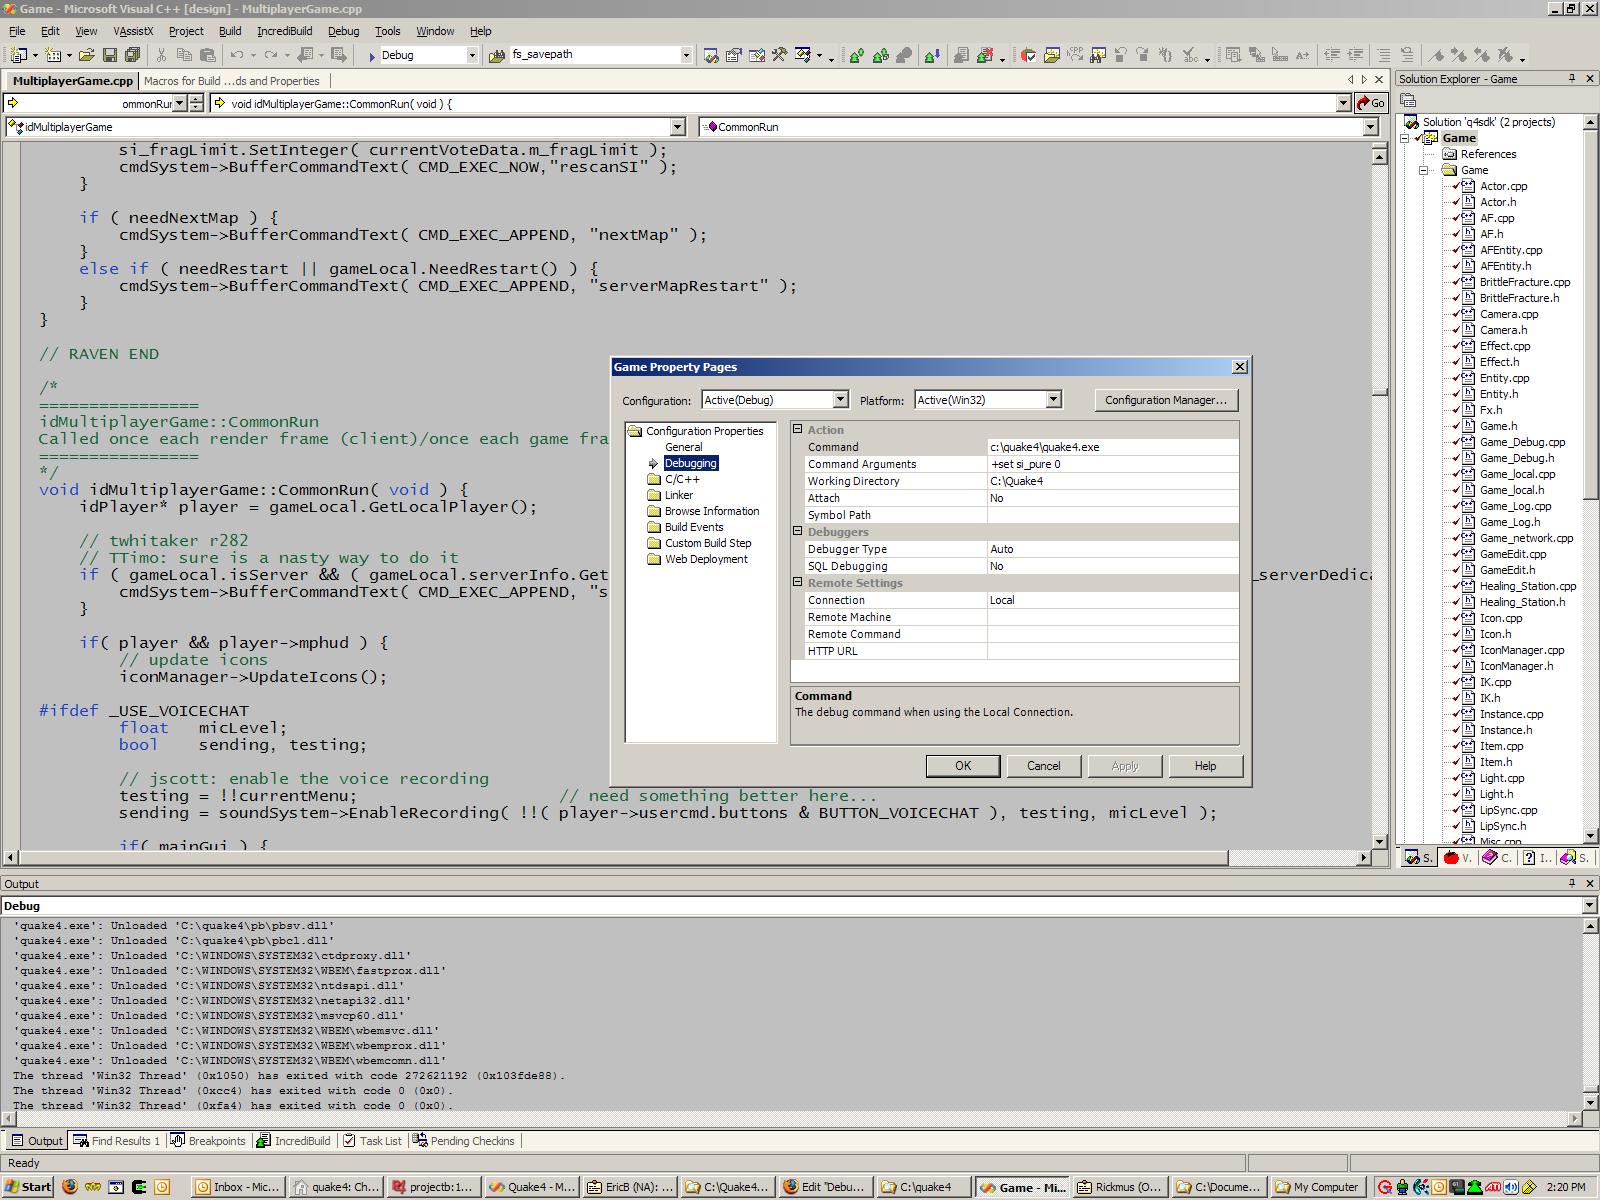 Game - Microsoft Visual C++ [design] - MultiplayerGame.cpp
File Edit View VAssistX Project Build IncrediBuild Debug Tools Window Help
Debug fs_savepath
MultiplayerGame.cpp Macros for Build ...ds and Properties
ommonRu void idMultiplayerGame::CommonRun( void ) { Go
idMultiplayerGame CommonRun
si_fragLimit.SetInteger( currentVoteData.m_fragLimit );
cmdSystem->BufferCommandText( CMD_EXEC_NOW,"rescanSI" );
}
if ( needNextMap ) {
cmdSystem->BufferCommandText( CMD_EXEC_APPEND, "nextMap" );
}
else if ( needRestart || gameLocal.NeedRestart() ) {
cmdSystem->BufferCommandText( CMD_EXEC_APPEND, "serverMapRestart" );
}
}
// RAVEN END
/*
================
idMultiplayerGame::CommonRun
Called once each render frame (client)/once each game fra
================
*/
void idMultiplayerGame::CommonRun( void ) {
idPlayer* player = gameLocal.GetLocalPlayer();
// twhitaker r282
// TTimo: sure is a nasty way to do it
if ( gameLocal.isServer && ( gameLocal.serverInfo.Get _serverDedica
cmdSystem->BufferCommandText( CMD_EXEC_APPEND, "s
}
if( player && player->mphud ) {
// update icons
iconManager->UpdateIcons();
#ifdef _USE_VOICECHAT
float micLevel;
bool sending, testing;
// jscott: enable the voice recording
testing = !!currentMenu; // need something better here...
sending = soundSystem->EnableRecording( !!( player->usercmd.buttons & BUTTON_VOICECHAT ), testing, micLevel );
if( mainGui ) {
Game Property Pages
Configuration: Active(Debug) Platform: Active(Win32) Configuration Manager...
Configuration Properties
General
Debugging
C/C++
Linker
Browse Information
Build Events
Custom Build Step
Web Deployment
Action
Command c:\quake4\quake4.exe
Command Arguments +set si_pure 0
Working Directory C:\Quake4
Attach No
Symbol Path
Debuggers
Debugger Type Auto
SQL Debugging No
Remote Settings
Connection Local
Remote Machine
Remote Command
HTTP URL
Command
The debug command when using the Local Connection.
OK Cancel Apply Help
Solution Explorer - Game
Solution 'q4sdk' (2 projects)
Game
References
Game
Actor.cpp
Actor.h
AF.cpp
AF.h
AFEntity.cpp
AFEntity.h
BrittleFracture.cpp
BrittleFracture.h
Camera.cpp
Camera.h
Effect.cpp
Effect.h
Entity.cpp
Entity.h
Fx.h
Game.h
Game_Debug.cpp
Game_Debug.h
Game_local.cpp
Game_local.h
Game_Log.cpp
Game_Log.h
Game_network.cpp
GameEdit.cpp
GameEdit.h
Healing_Station.cpp
Healing_Station.h
Icon.cpp
Icon.h
IconManager.cpp
IconManager.h
IK.cpp
IK.h
Instance.cpp
Instance.h
Item.cpp
Item.h
Light.cpp
Light.h
LipSync.cpp
LipSync.h
Misc.cpp
S. V. C. I.. S.
Output
Debug
'quake4.exe': Unloaded 'C:\quake4\pb\pbsv.dll'
'quake4.exe': Unloaded 'C:\quake4\pb\pbcl.dll'
'quake4.exe': Unloaded 'C:\WINDOWS\SYSTEM32\ctdproxy.dll'
'quake4.exe': Unloaded 'C:\WINDOWS\SYSTEM32\WBEM\fastprox.dll'
'quake4.exe': Unloaded 'C:\WINDOWS\SYSTEM32\ntdsapi.dll'
'quake4.exe': Unloaded 'C:\WINDOWS\SYSTEM32\netapi32.dll'
'quake4.exe': Unloaded 'C:\WINDOWS\SYSTEM32\msvcp60.dll'
'quake4.exe': Unloaded 'C:\WINDOWS\SYSTEM32\WBEM\wbemsvc.dll'
'quake4.exe': Unloaded 'C:\WINDOWS\SYSTEM32\WBEM\wbemprox.dll'
'quake4.exe': Unloaded 'C:\WINDOWS\SYSTEM32\WBEM\wbemcomn.dll'
The thread 'Win32 Thread' (0x1050) has exited with code 272621192 (0x103fde88).
The thread 'Win32 Thread' (0xcc4) has exited with code 0 (0x0).
The thread 'Win32 Thread' (0xfa4) has exited with code 0 (0x0).
Output Find Results 1 Breakpoints IncrediBuild Task List Pending Checkins
Ready
Start Inbox - Mic... quake4: Ch... projectb:1... Quake4 - M... EricB (NA): ... C:\Quake4... Edit "Debu... C:\quake4 Game - Mi... Rickmus (O... C:\Docume... My Computer 2:20 PM